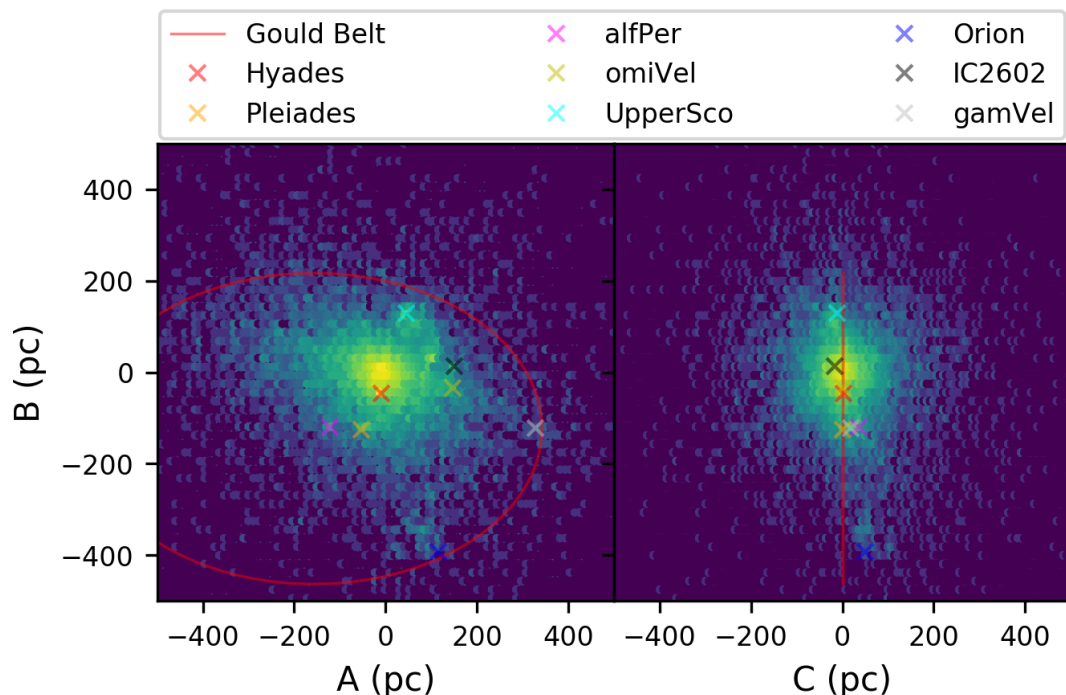 Gould Belt alfPer Orion
Hyades omiVel IC2602
Pleiades UpperSco gamVel
400
200
0
−200
−400
B (pc)
−400 −200 0 200 400 −400 −200 0 200 400
A (pc) C (pc)